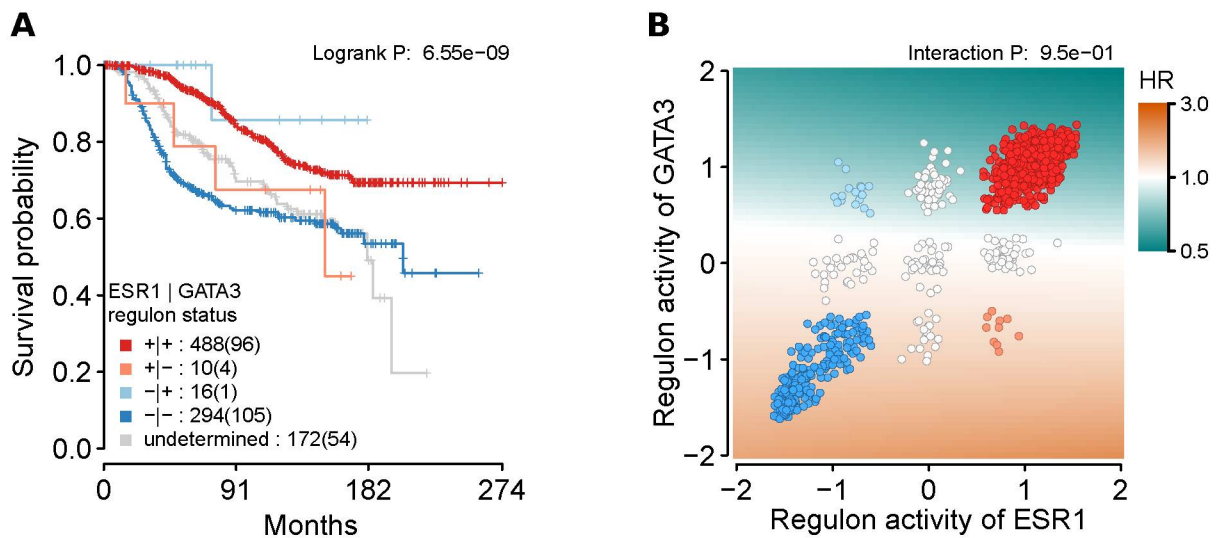 A
Logrank P: 6.55e−09
Survival probability
1.0
0.8
0.6
0.4
0.2
0.0
ESR1 | GATA3
regulon status
+|+ : 488(96)
+|− : 10(4)
−|+ : 16(1)
−|− : 294(105)
undetermined : 172(54)
0 91 182 274
Months
B
Interaction P: 9.5e−01
Regulon activity of GATA3
2
1
0
−1
−2
−2 −1 0 1 2
Regulon activity of ESR1
HR
3.0
1.0
0.5